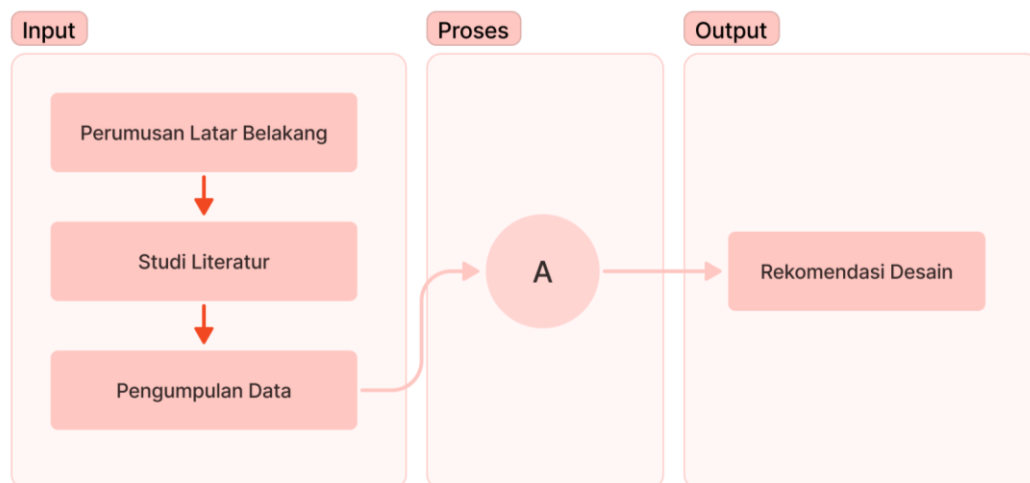 Input
Perumusan Latar Belakang
Studi Literatur
Pengumpulan Data
Proses
A
Output
Rekomendasi Desain